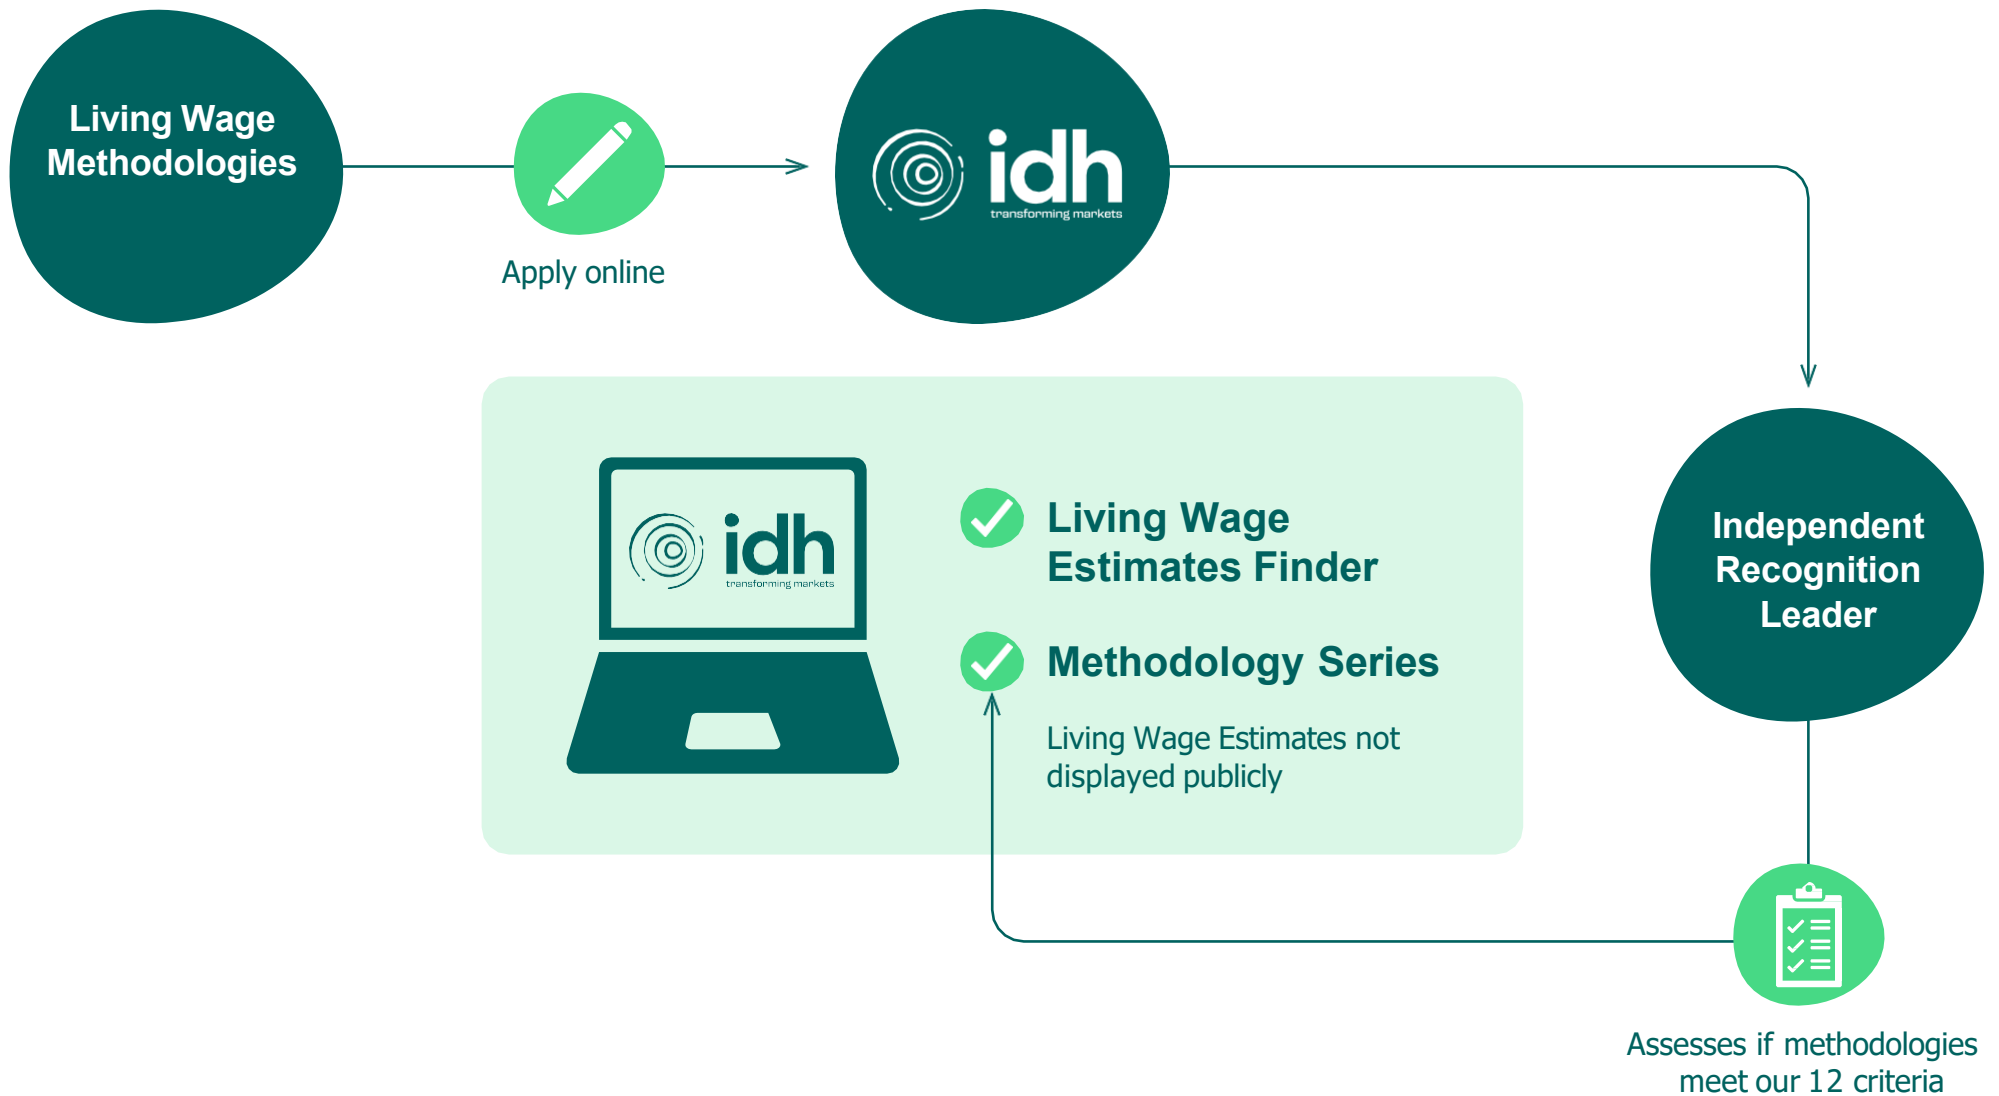 Living Wage
Methodologies
Apply online
idh
transforming markets
Independent
Recognition
Leader
Assesses if methodologies
meet our 12 criteria
idh
transforming markets
Living Wage
Estimates Finder
Methodology Series
Living Wage Estimates not
displayed publicly